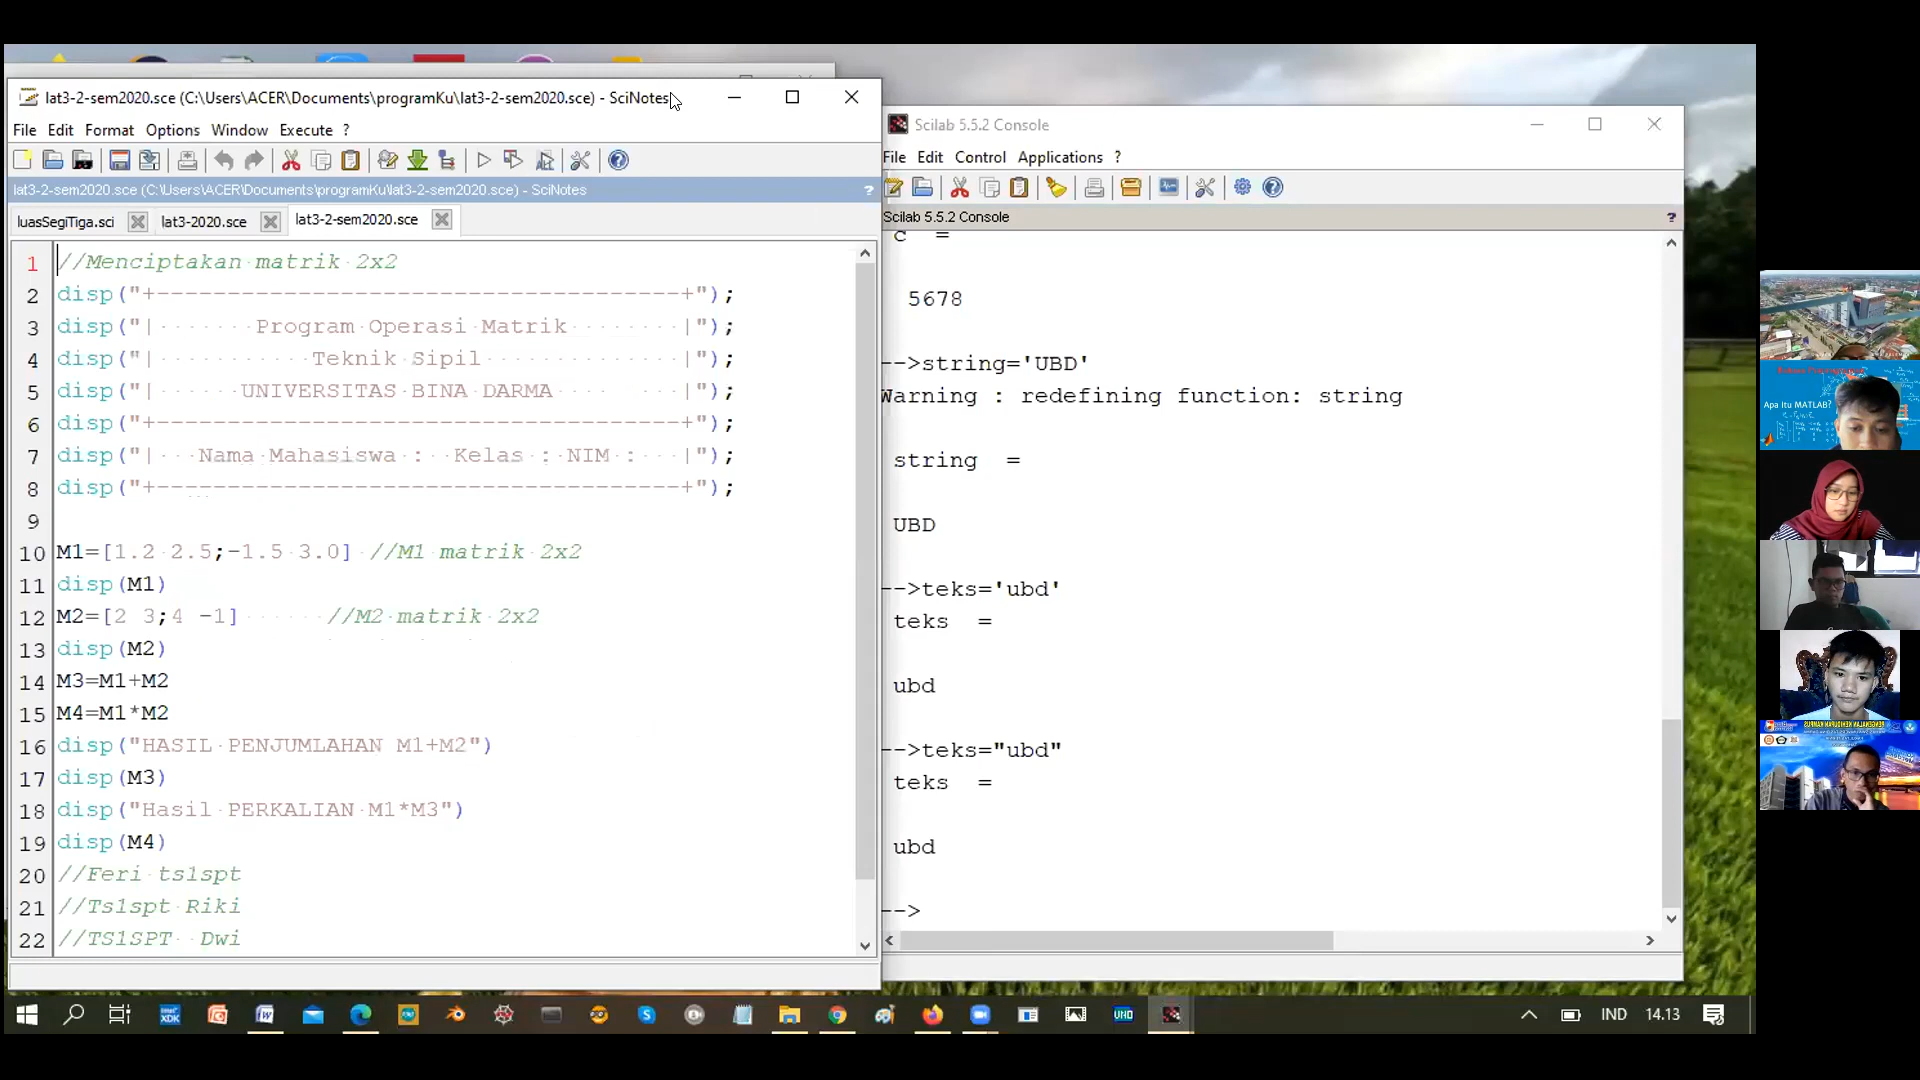 lat3-2-sem2020.sce (C:\Users\ACER\Documents\programKu\lat3-2-sem2020.sce) - SciNotes
File Edit Format Options Window Execute ?
lat3-2-sem2020.sce (C:\Users\ACER\Documents\programKu\lat3-2-sem2020.sce) - SciNotes ?
luasSegiTiga.sci lat3-2020.sce lat3-2-sem2020.sce
1 //Menciptakan matrik 2x2
2 disp("+-------------------------------------+");
3 disp("| Program Operasi Matrik |");
4 disp("| Teknik Sipil |");
5 disp("| UNIVERSITAS BINA DARMA |");
6 disp("+-------------------------------------+");
7 disp("| Nama Mahasiswa : Kelas : NIM : |");
8 disp("+-------------------------------------+");
9
10 M1=[1.2 2.5;-1.5 3.0] //M1 matrik 2x2
11 disp(M1)
12 M2=[2 3;4 -1] //M2 matrik 2x2
13 disp(M2)
14 M3=M1+M2
15 M4=M1*M2
16 disp("HASIL PENJUMLAHAN M1+M2")
17 disp(M3)
18 disp("Hasil PERKALIAN M1*M3")
19 disp(M4)
20 //Feri ts1spt
21 //Ts1spt Riki
22 //TS1SPT Dwi
Scilab 5.5.2 Console
File Edit Control Applications ?
Scilab 5.5.2 Console ?
c =
5678
-->string='UBD'
Warning : redefining function: string
string =
UBD
-->teks='ubd'
teks =
ubd
-->teks="ubd"
teks =
ubd
-->
Apa Itu MATLAB?
PENGENALAN KEHIDUPAN KAMPUS
UNO
IND 14.13